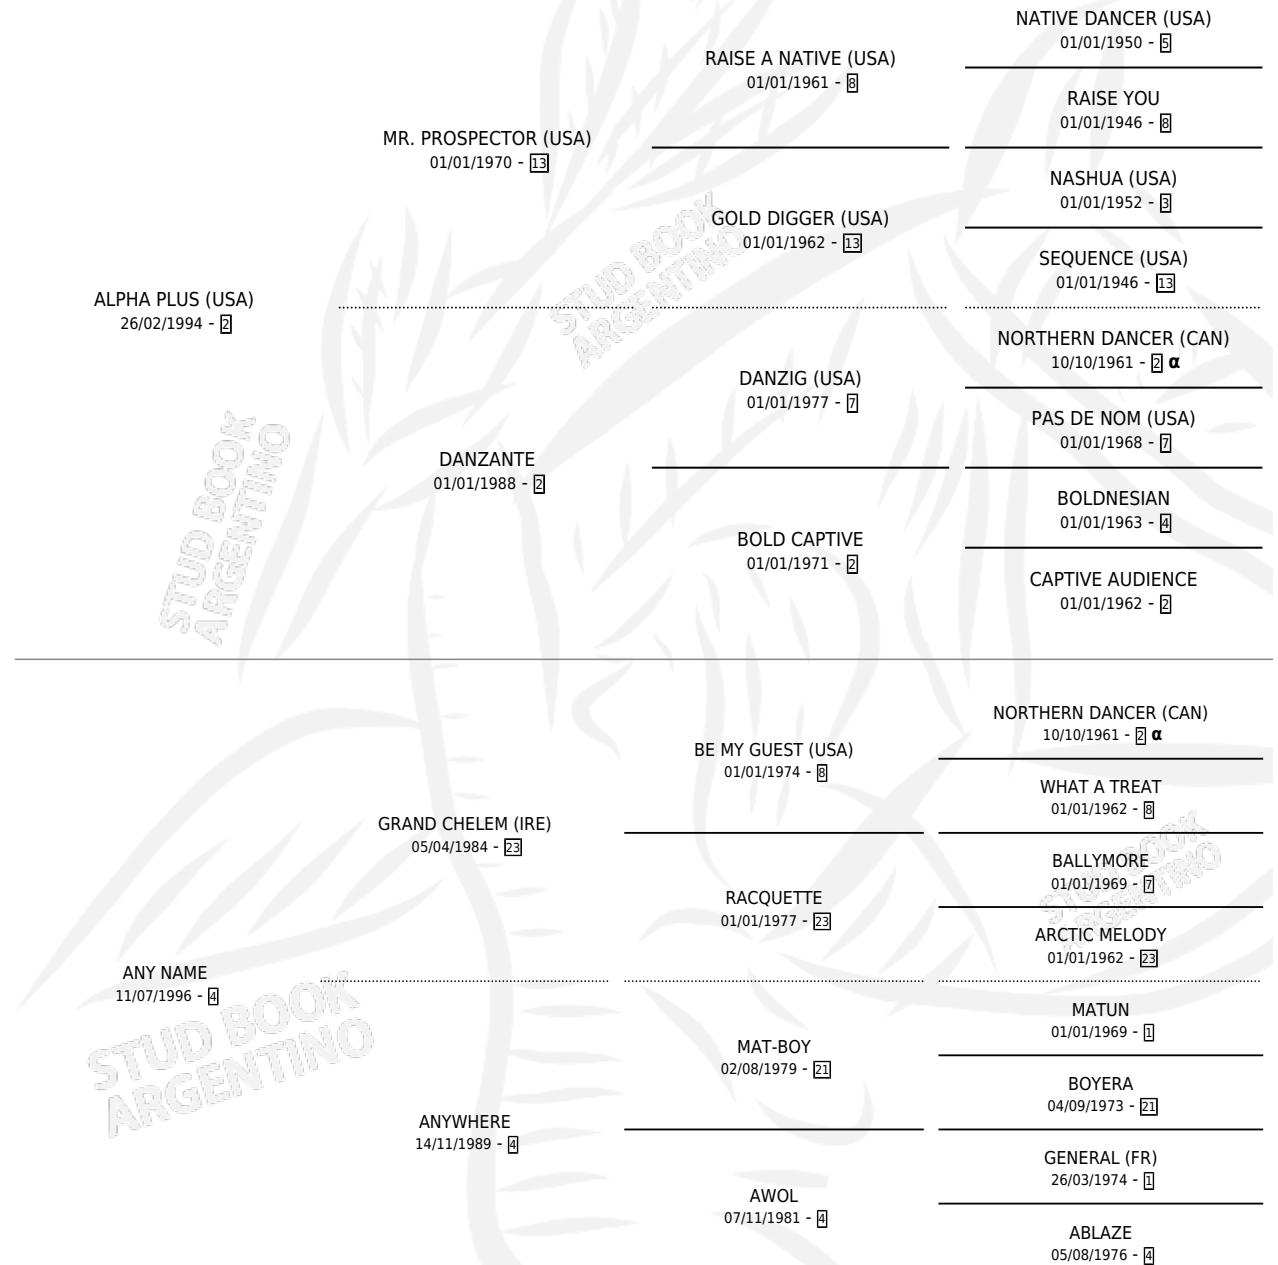 NATIVE DANCER (USA)
01/01/1950 - 5
RAISE A NATIVE (USA)
01/01/1961 - 8
RAISE YOU
01/01/1946 - 8
MR. PROSPECTOR (USA)
01/01/1970 - 13
NASHUA (USA)
01/01/1952 - 3
GOLD DIGGER (USA)
01/01/1962 - 13
SEQUENCE (USA)
01/01/1946 - 13
ALPHA PLUS (USA)
26/02/1994 - 2
NORTHERN DANCER (CAN)
10/10/1961 - 2 α
DANZIG (USA)
01/01/1977 - 7
PAS DE NOM (USA)
01/01/1968 - 7
DANZANTE
01/01/1988 - 2
BOLDNESIAN
01/01/1963 - 4
BOLD CAPTIVE
01/01/1971 - 2
CAPTIVE AUDIENCE
01/01/1962 - 2
NORTHERN DANCER (CAN)
10/10/1961 - 2 α
BE MY GUEST (USA)
01/01/1974 - 8
WHAT A TREAT
01/01/1962 - 8
GRAND CHELEM (IRE)
05/04/1984 - 23
BALLYMORE
01/01/1969 - 7
RACQUETTE
01/01/1977 - 23
ARCTIC MELODY
01/01/1962 - 23
ANY NAME
11/07/1996 - 4
MATUN
01/01/1969 - 1
MAT-BOY
02/08/1979 - 21
BOYERA
04/09/1973 - 21
ANYWHERE
14/11/1989 - 4
GENERAL (FR)
26/03/1974 - 1
AWOL
07/11/1981 - 4
ABLAZE
05/08/1976 - 4
STUD BOOK
ARGENTINO
STUD BOOK
ARGENTINO
STUD BOOK
ARGENTINO
STUD BOOK
ARGENTINO